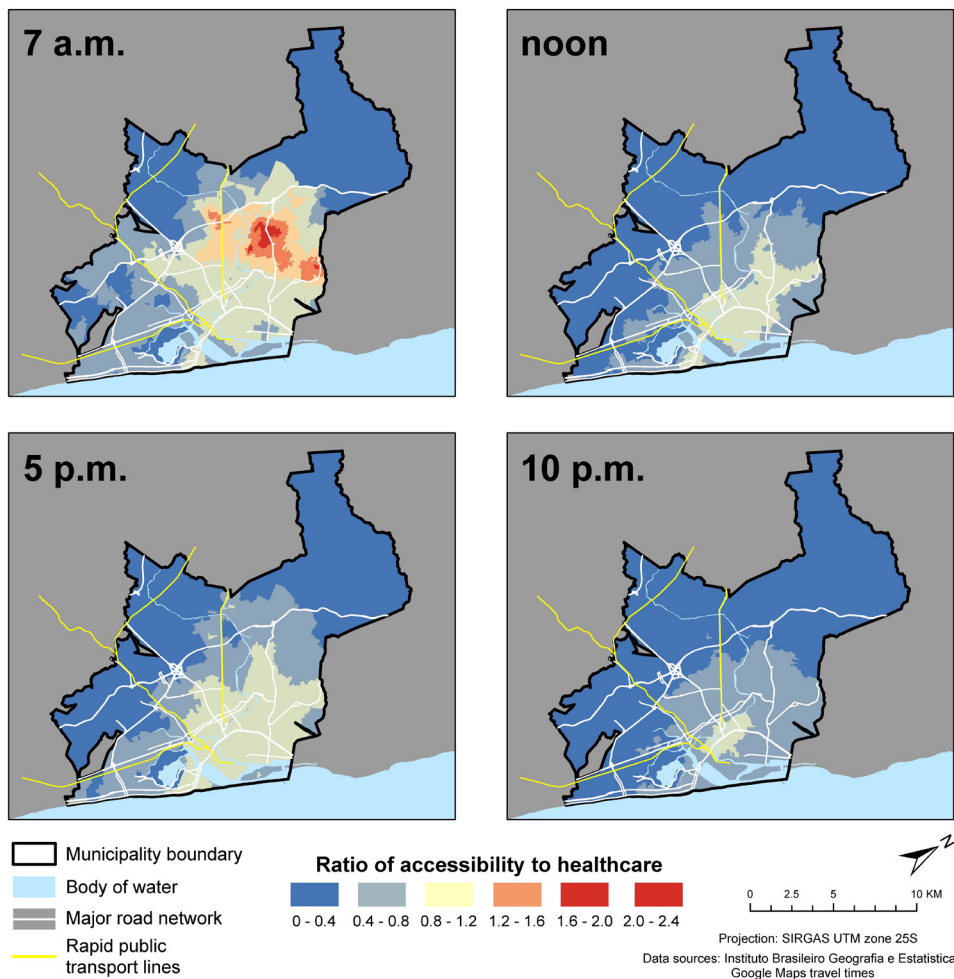 7 a.m.
noon
5 p.m.
10 p.m.
Municipality boundary
Body of water
Major road network
Rapid public
transport lines
Ratio of accessibility to healthcare
0 - 0.4
0.4 - 0.8
0.8 - 1.2
1.2 - 1.6
1.6 - 2.0
2.0 - 2.4
N
0 2.5 5 10 KM
Projection: SIRGAS UTM zone 25S
Data sources: Instituto Brasileiro Geografia e Estatistica
Google Maps travel times